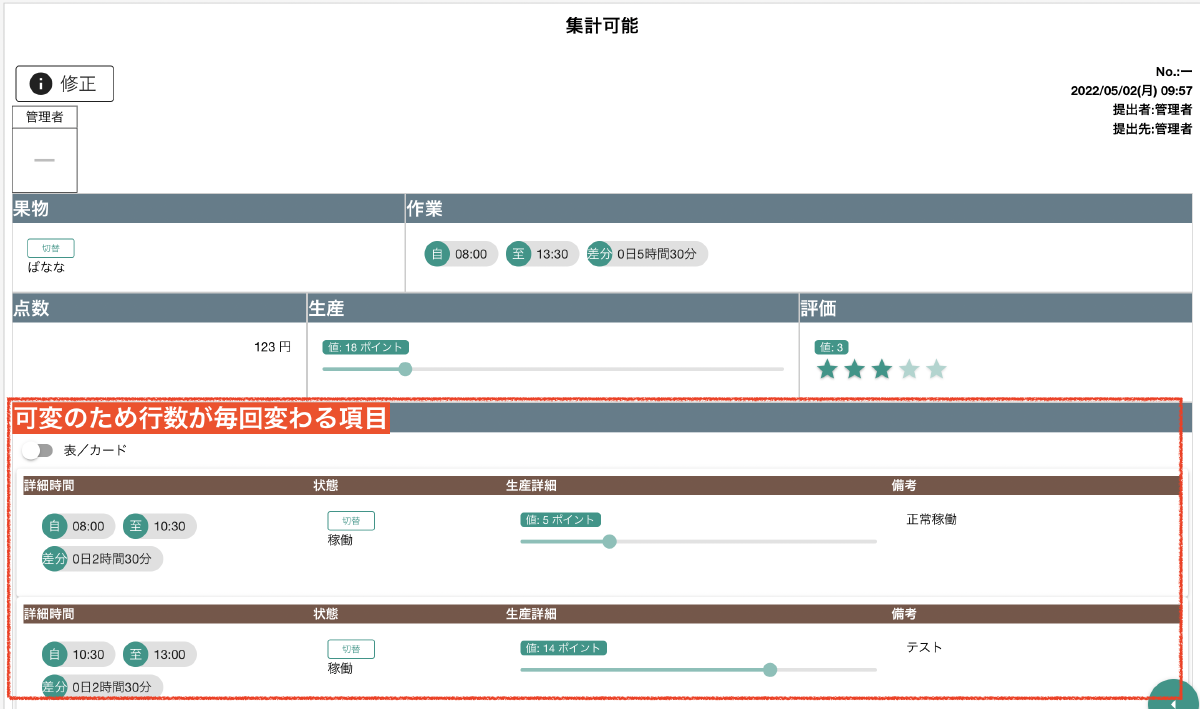 集計可能
修正
No.:ー
2022/05/02(月) 09:57
提出者:管理者
提出先:管理者
管理者
—
果物 作業
切替
ばなな
自 08:00 至 13:30 差分 0日5時間30分
点数 生産 評価
123 円
値: 18 ポイント
値: 3
可変のため行数が毎回変わる項目
表／カード
詳細時間 状態 生産詳細 備考
自 08:00 至 10:30
差分 0日2時間30分
切替
稼働
値: 5 ポイント
正常稼働
詳細時間 状態 生産詳細 備考
自 10:30 至 13:00
差分 0日2時間30分
切替
稼働
値: 14 ポイント
テスト